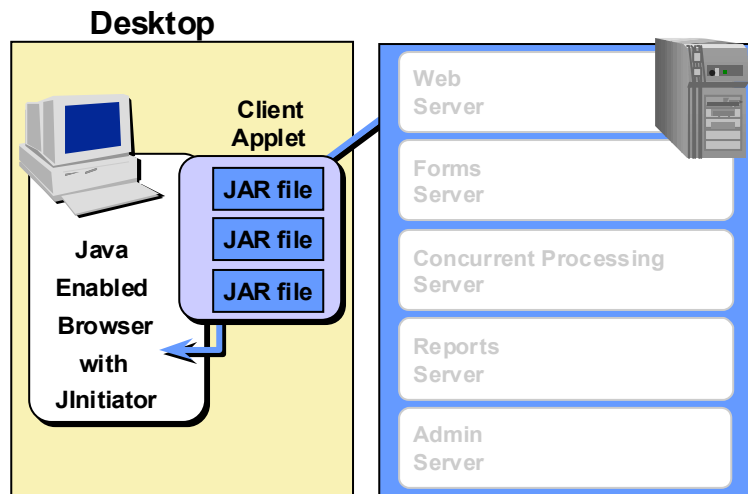 Desktop
Client
Applet
JAR file
JAR file
JAR file
Java
Enabled
Browser
with
JInitiator
Web
Server
Forms
Server
Concurrent Processing
Server
Reports
Server
Admin
Server